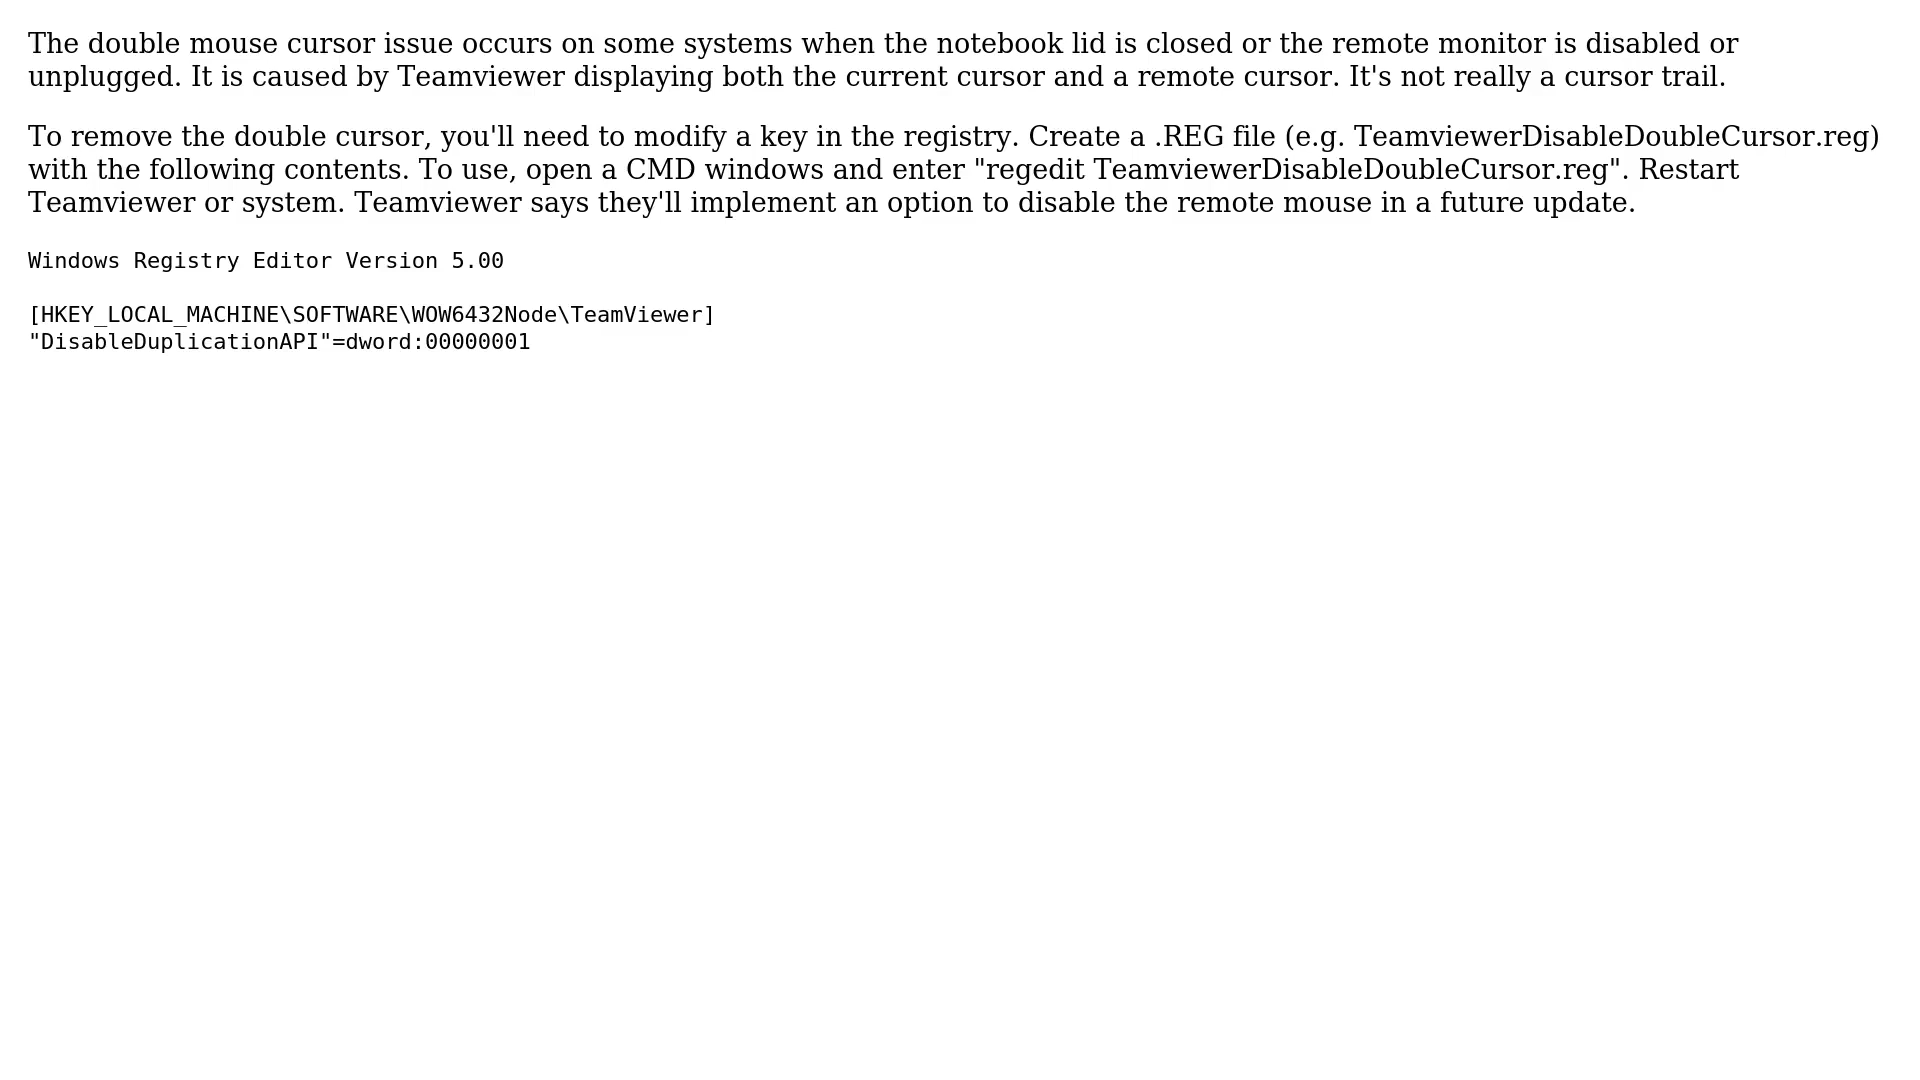 The double mouse cursor issue occurs on some systems when the notebook lid is closed or the remote monitor is disabled or
unplugged. It is caused by Teamviewer displaying both the current cursor and a remote cursor. It's not really a cursor trail.
To remove the double cursor, you'll need to modify a key in the registry. Create a .REG file (e.g. TeamviewerDisableDoubleCursor.reg)
with the following contents. To use, open a CMD windows and enter "regedit TeamviewerDisableDoubleCursor.reg". Restart
Teamviewer or system. Teamviewer says they'll implement an option to disable the remote mouse in a future update.
Windows Registry Editor Version 5.00
[HKEY_LOCAL_MACHINE\SOFTWARE\WOW6432Node\TeamViewer]
"DisableDuplicationAPI"=dword:00000001